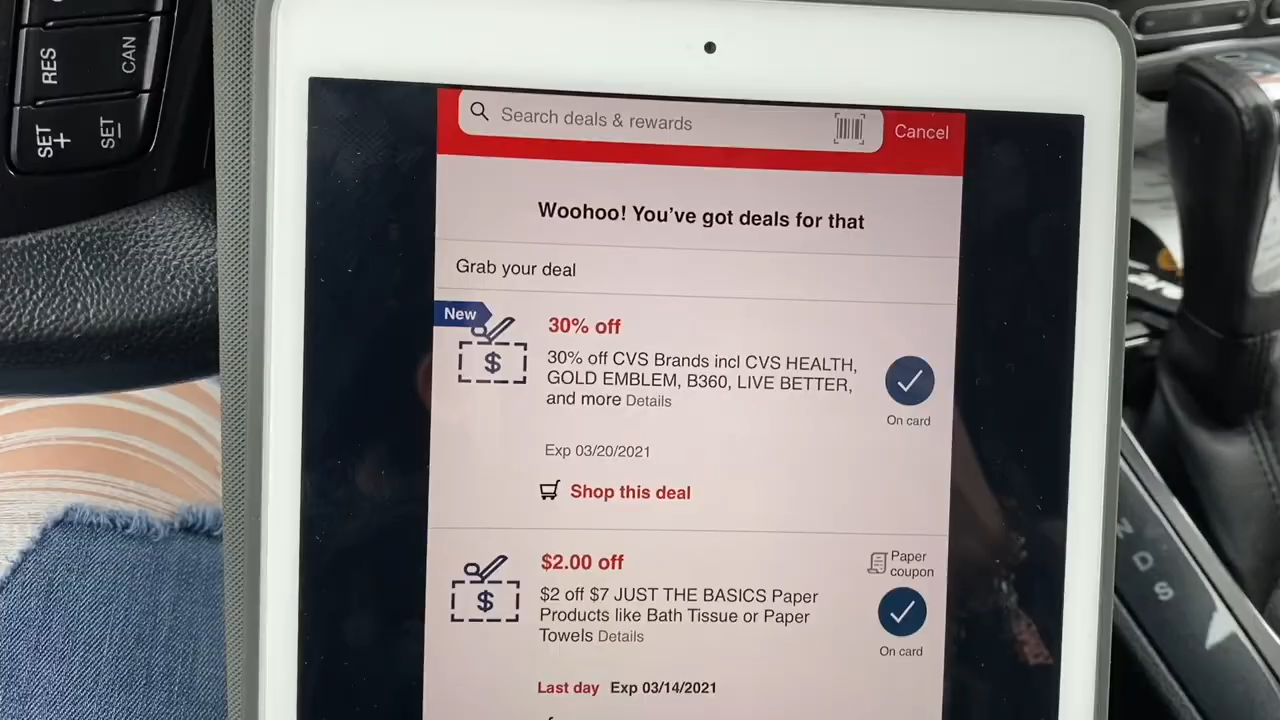 RES
CAN
SET
+
SET
—
Search deals & rewards
Cancel
Woohoo! You've got deals for that
Grab your deal
New
30% off
$
30% off CVS Brands incl CVS HEALTH,
GOLD EMBLEM, B360, LIVE BETTER,
and more Details
On card
Exp 03/20/2021
Shop this deal
$2.00 off
Paper
coupon
$
$2 off $7 JUST THE BASICS Paper
Products like Bath Tissue or Paper
Towels Details
On card
Last day Exp 03/14/2021
N
D
S